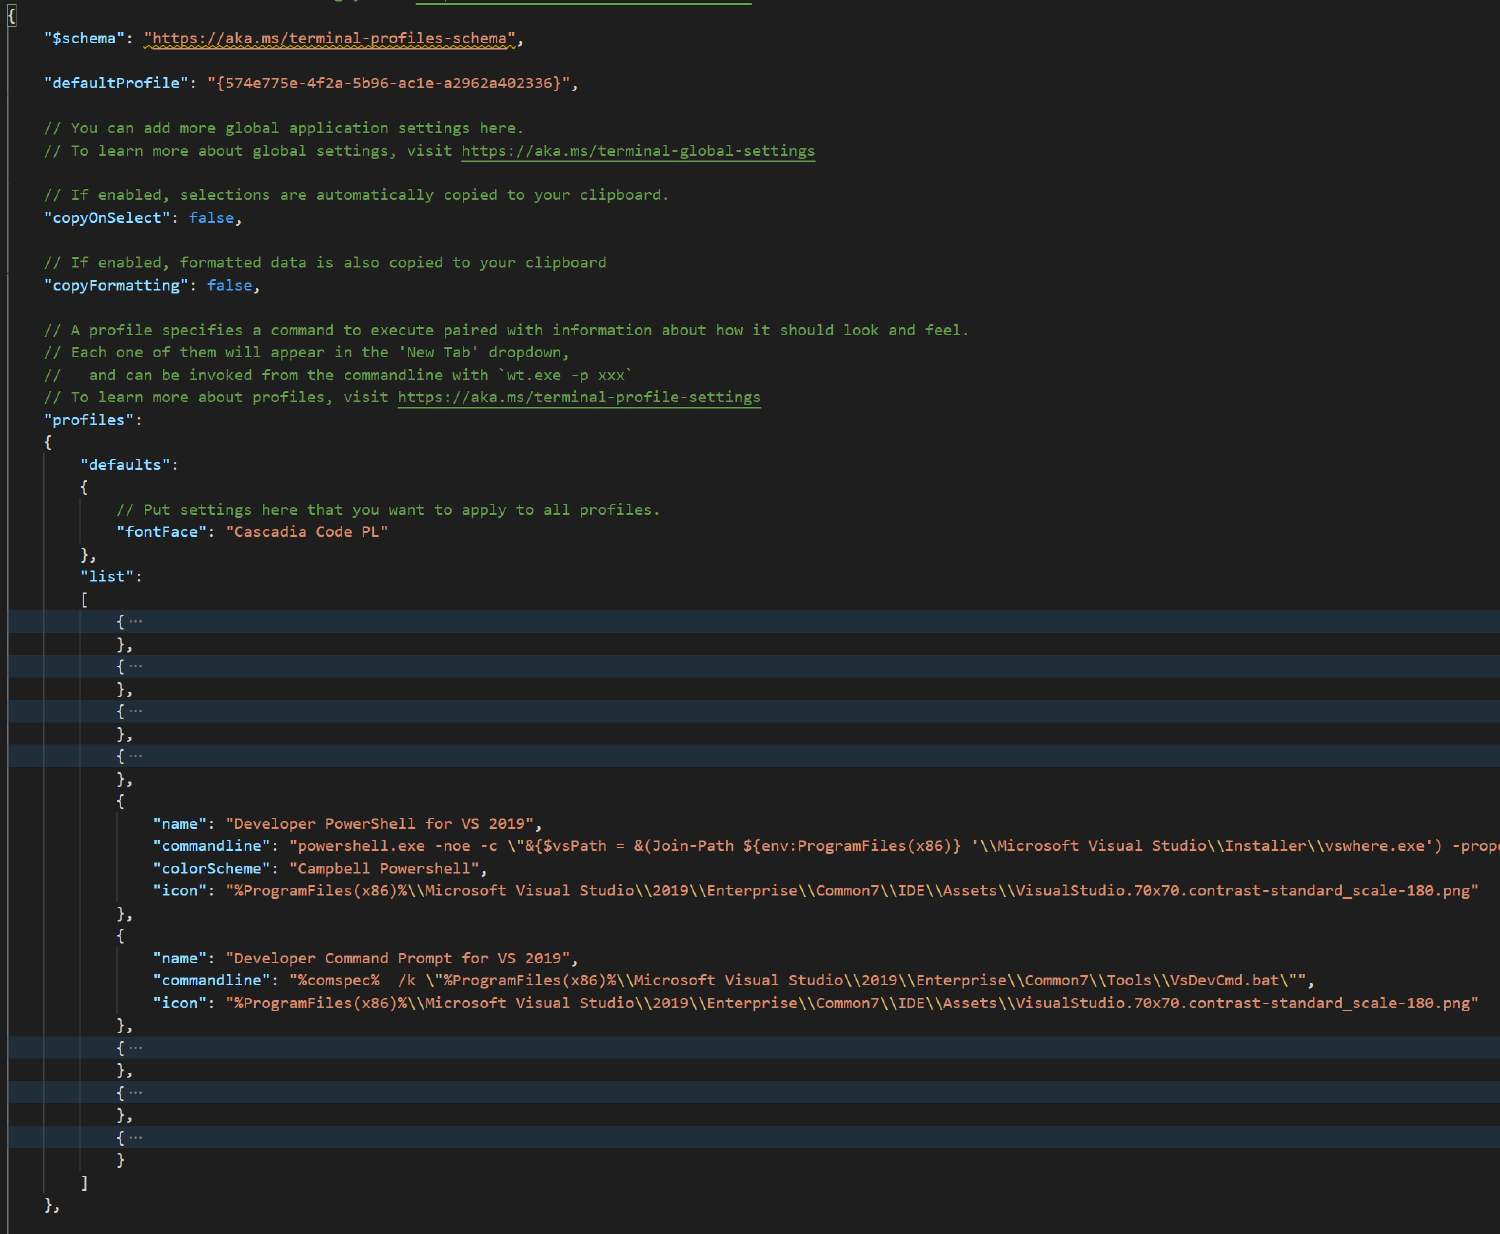 {
"$schema": "https://aka.ms/terminal-profiles-schema",
"defaultProfile": "{574e775e-4f2a-5b96-ac1e-a2962a402336}",
// You can add more global application settings here.
// To learn more about global settings, visit https://aka.ms/terminal-global-settings
// If enabled, selections are automatically copied to your clipboard.
"copyOnSelect": false,
// If enabled, formatted data is also copied to your clipboard
"copyFormatting": false,
// A profile specifies a command to execute paired with information about how it should look and feel.
// Each one of them will appear in the 'New Tab' dropdown,
//   and can be invoked from the commandline with `wt.exe -p xxx`
// To learn more about profiles, visit https://aka.ms/terminal-profile-settings
"profiles":
{
"defaults":
{
// Put settings here that you want to apply to all profiles.
"fontFace": "Cascadia Code PL"
},
"list":
[
{ ···
},
{ ···
},
{ ···
},
{ ···
},
{
"name": "Developer PowerShell for VS 2019",
"commandline": "powershell.exe -noe -c \"&{$vsPath = &(Join-Path ${env:ProgramFiles(x86)} '\\Microsoft Visual Studio\\Installer\\vswhere.exe') -prope
"colorScheme": "Campbell Powershell",
"icon": "%ProgramFiles(x86)%\\Microsoft Visual Studio\\2019\\Enterprise\\Common7\\IDE\\Assets\\VisualStudio.70x70.contrast-standard_scale-180.png"
},
{
"name": "Developer Command Prompt for VS 2019",
"commandline": "%comspec%  /k \"%ProgramFiles(x86)%\\Microsoft Visual Studio\\2019\\Enterprise\\Common7\\Tools\\VsDevCmd.bat\"",
"icon": "%ProgramFiles(x86)%\\Microsoft Visual Studio\\2019\\Enterprise\\Common7\\IDE\\Assets\\VisualStudio.70x70.contrast-standard_scale-180.png"
},
{ ···
},
{ ···
},
{ ···
}
]
},